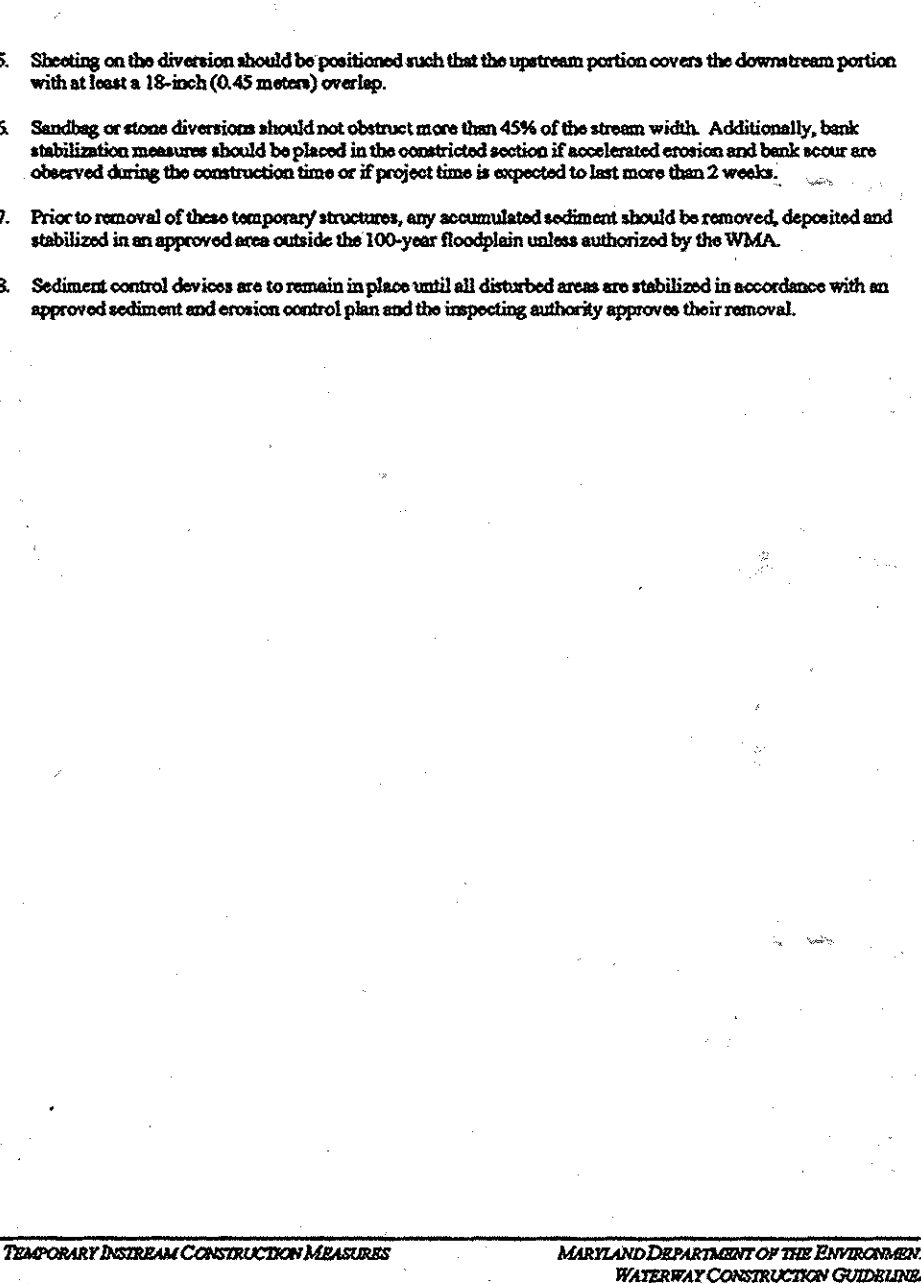 5. Sheeting on the diversion should be positioned such that the upstream portion covers the downstream portion
with at least a 18-inch (0.45 meters) overlap.
6. Sandbag or stone diversions should not obstruct more than 45% of the stream width. Additionally, bank
stabilization measures should be placed in the constricted section if accelerated erosion and bank scour are
observed during the construction time or if project time is expected to last more than 2 weeks.
7. Prior to removal of these temporary structures, any accumulated sediment should be removed, deposited and
stabilized in an approved area outside the 100-year floodplain unless authorized by the WMA.
8. Sediment control devices are to remain in place until all disturbed areas are stabilized in accordance with an
approved sediment and erosion control plan and the inspecting authority approves their removal.
TEMPORARY INSTREAM CONSTRUCTION MEASURES MARYLAND DEPARTMENT OF THE ENVIRONMEN
WATERWAY CONSTRUCTION GUIDELINE